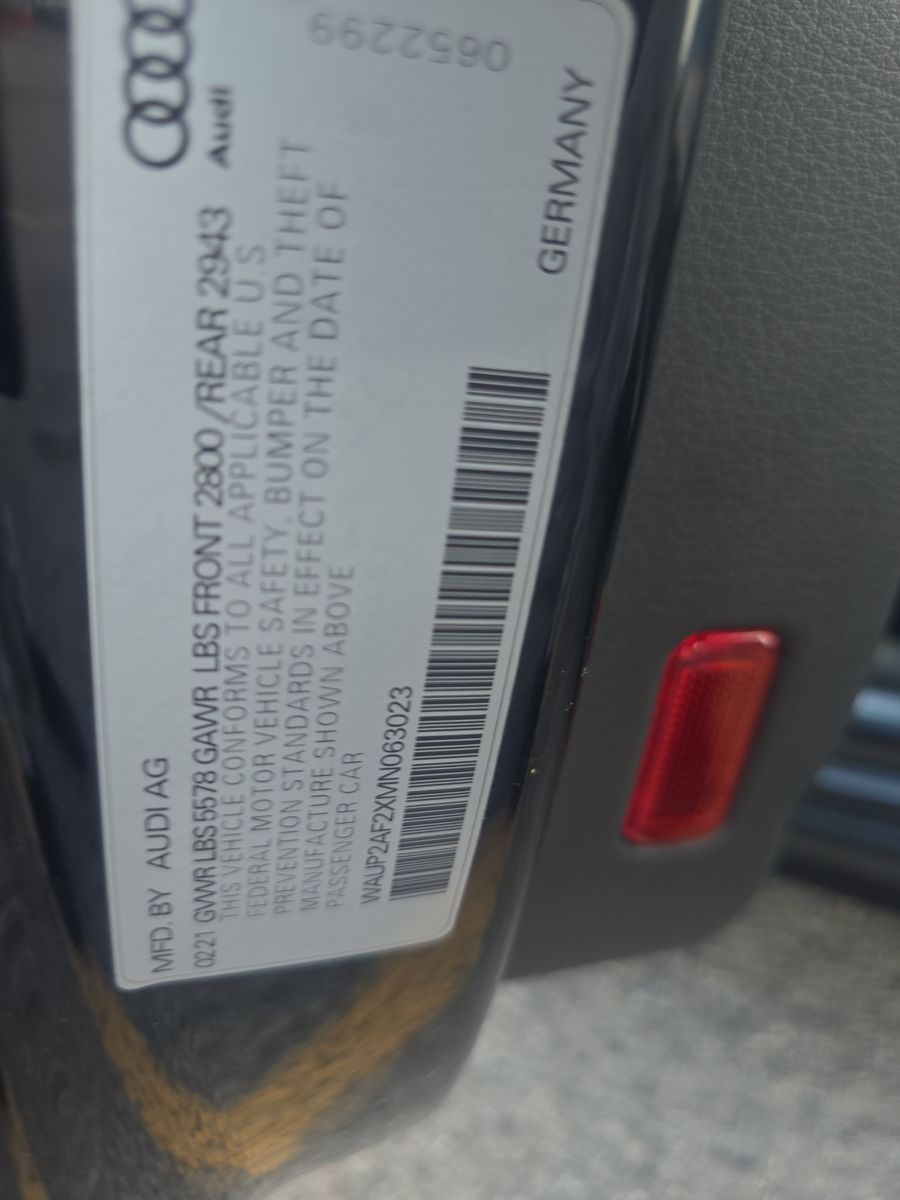 MFD. BY AUDI AG
Audi
0221 GWWR LBS 5578 GAWR LBS FRONT 2800 /REAR 2943
THIS VEHICLE CONFORMS TO ALL APPLICABLE U.S
FEDERAL MOTOR VEHICLE SAFETY, BUMPER AND THEFT
PREVENTION STANDARDS IN EFFECT ON THE DATE OF
MANUFACTURE SHOWN ABOVE
PASSENGER CAR
WAUP2AF2XMN063023
GERMANY
0652299